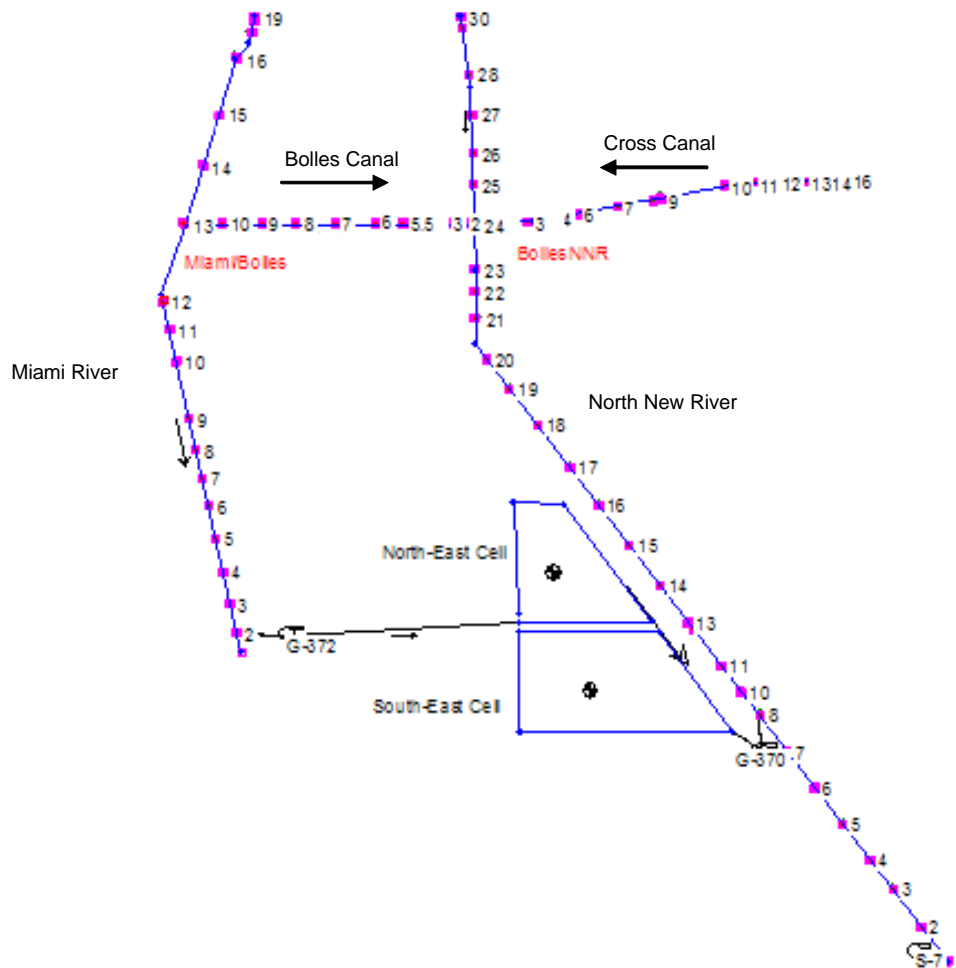 19 30
16 28
15 27
Bolles Canal Cross Canal
26
14 25 10 11 12 13 14 16
13 10 9 8 7 6 5.5 3 2 24 3 4 6 7 9
Miami/Bolles Bolles NNR
23
12 22
11 21
10 20
Miami River
19 North New River
9 18
8
7 17
6 16
5 15
North-East Cell
4 14
3 13
2
G-372
11
10
South-East Cell 8
G-370 7
6
5
4
3
2
S-7